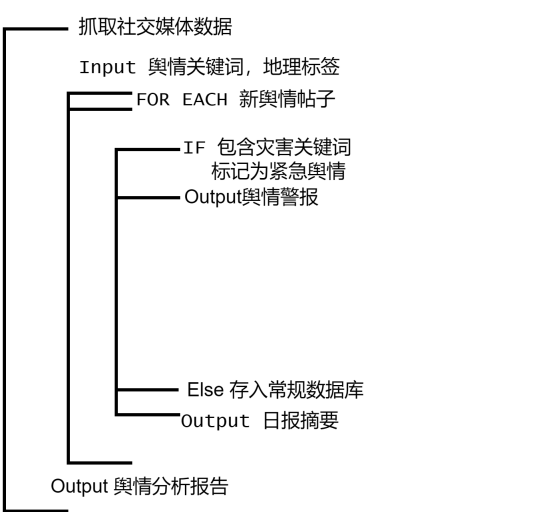 抓取社交媒体数据
Input 舆情关键词，地理标签
FOR EACH 新舆情帖子
IF 包含灾害关键词
标记为紧急舆情
Output舆情警报
Else 存入常规数据库
Output 日报摘要
Output 舆情分析报告